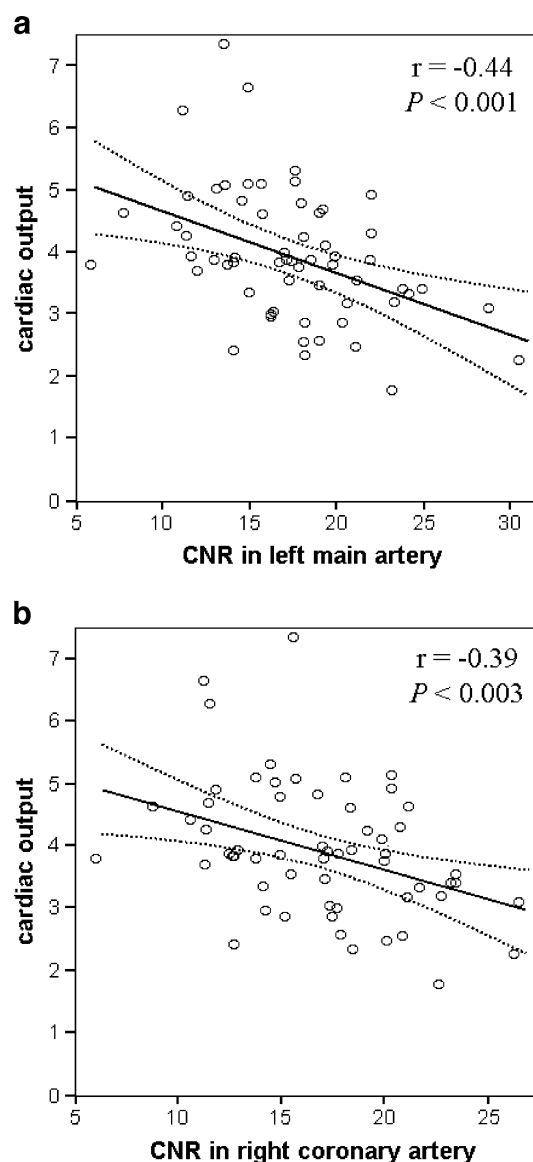 a
7
6
5
4
3
2
1
0
cardiac output
r = -0.44
P < 0.001
5 10 15 20 25 30
CNR in left main artery
b
7
6
5
4
3
2
1
0
cardiac output
r = -0.39
P < 0.003
5 10 15 20 25
CNR in right coronary artery